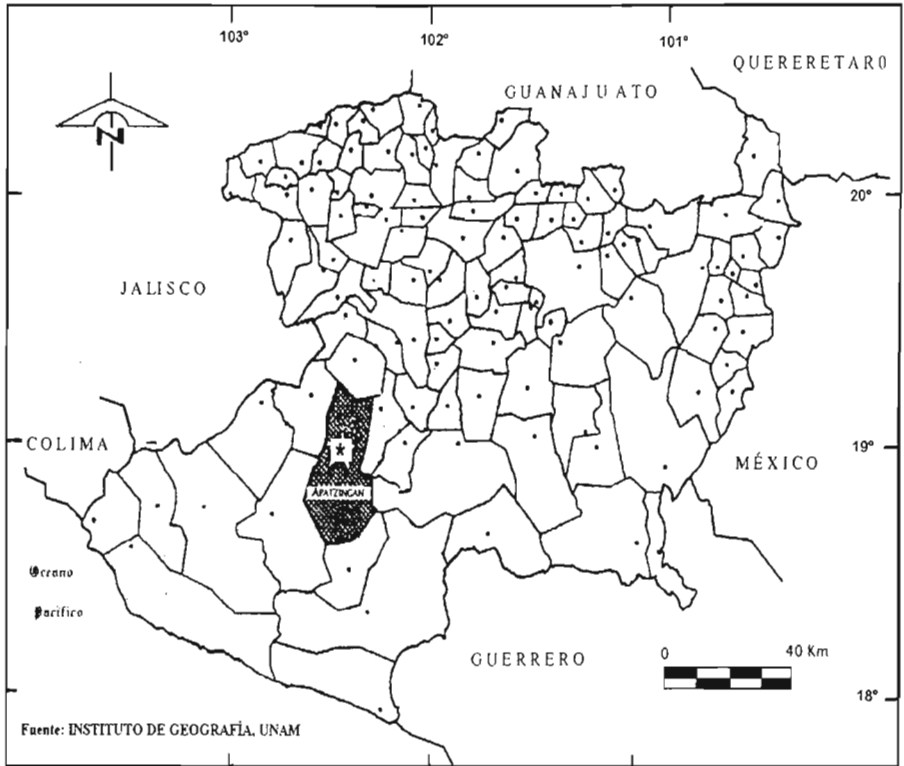 103° 102° 101°
QUERERETARO
GUANAJUATO
N
20°
JALISCO
COLIMA
19°
MÉXICO
APATZINGAN
Oceano
Pacifico
GUERRERO
0 40 Km
18°
Fuente: INSTITUTO DE GEOGRAFÍA, UNAM